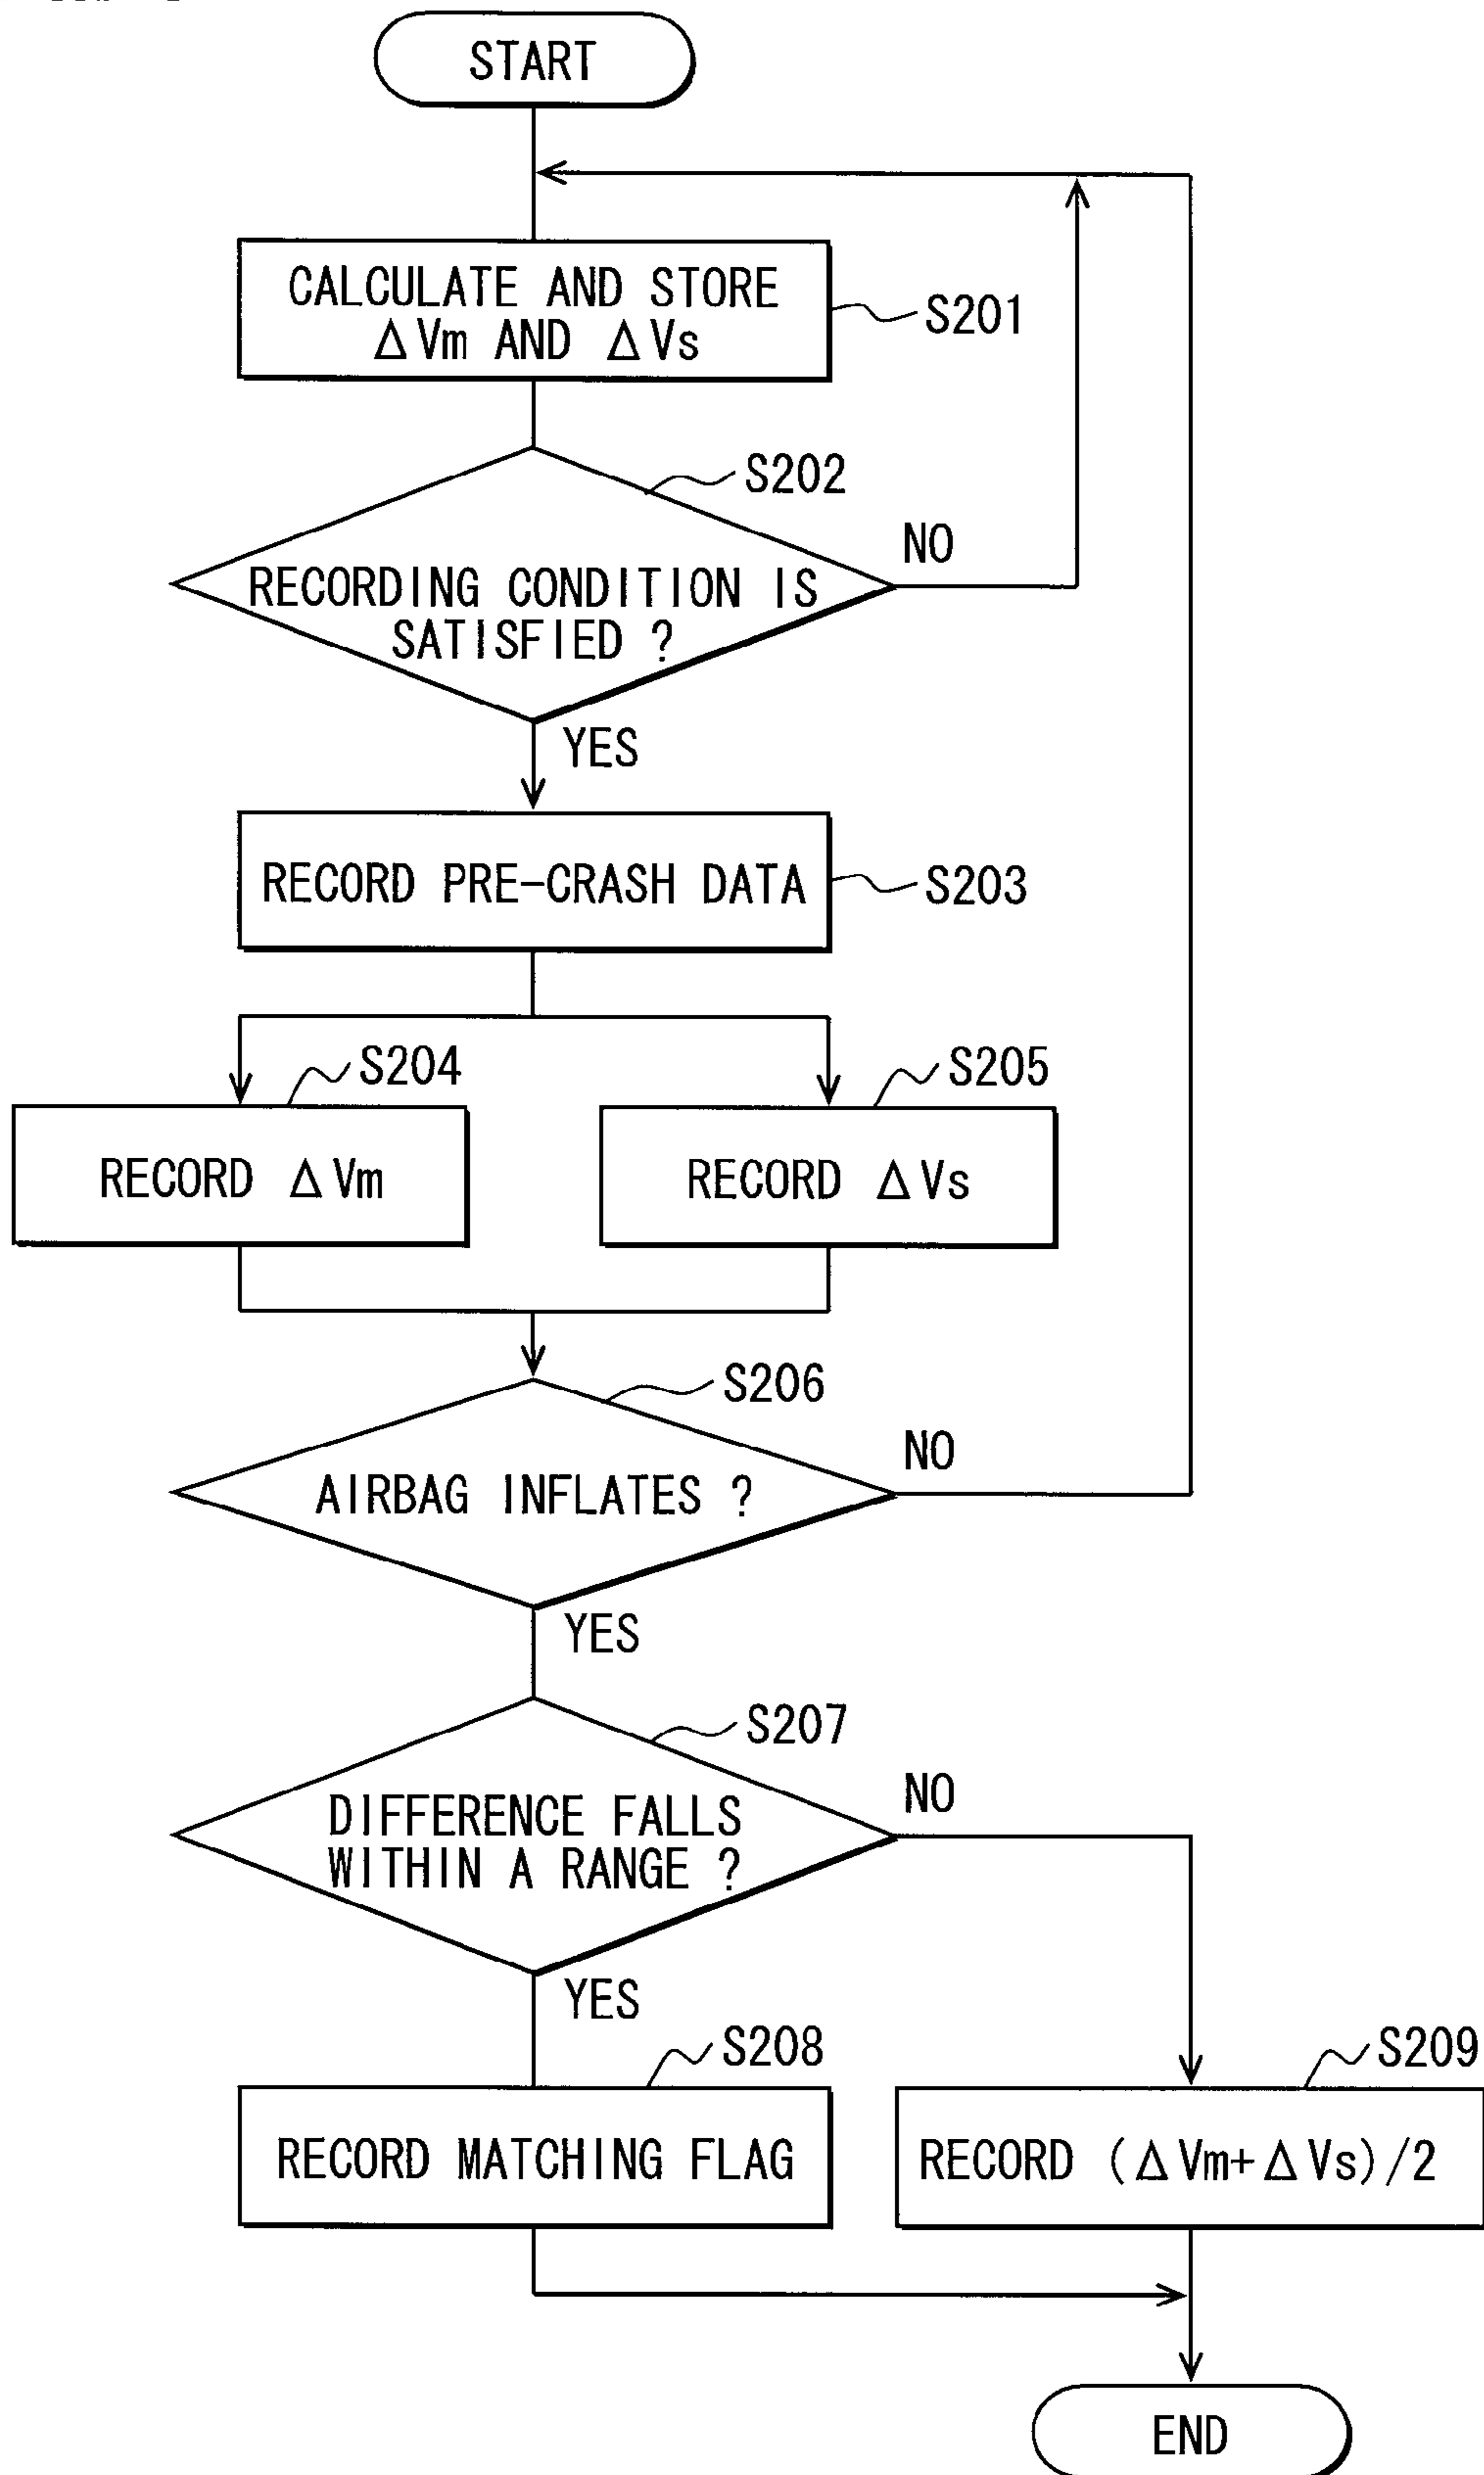 START
CALCULATE AND STORE
ΔVm AND ΔVs
S201
S202
RECORDING CONDITION IS
SATISFIED ?
NO
YES
RECORD PRE-CRASH DATA
S203
S204
RECORD ΔVm
S205
RECORD ΔVs
S206
AIRBAG INFLATES ?
NO
YES
S207
DIFFERENCE FALLS
WITHIN A RANGE ?
NO
YES
S208
RECORD MATCHING FLAG
S209
RECORD (ΔVm+ΔVs)/2
END